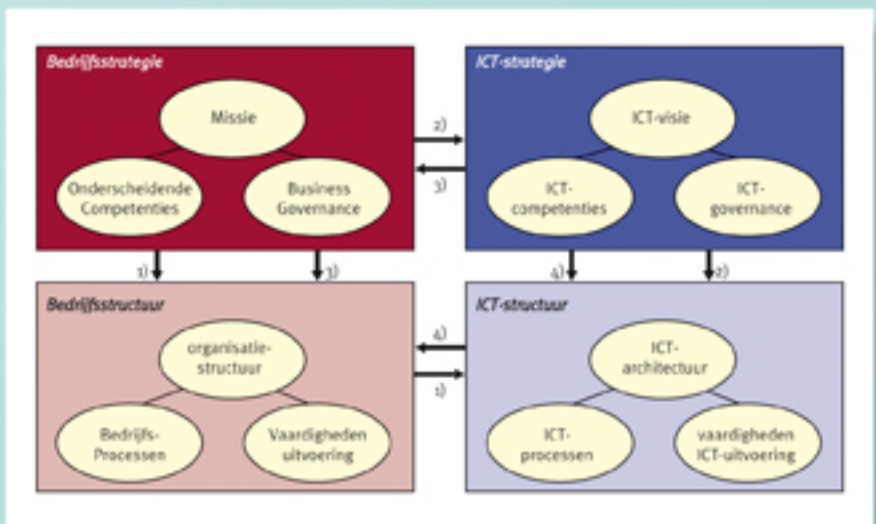 Bedrijfsstrategie
Missie
Onderscheidende
Competenties
Business
Governance
2)
3)
ICT-strategie
ICT-visie
ICT-
competenties
ICT-
governance
1)
3)
4)
2)
Bedrijfsstructuur
organisatie-
structuur
Bedrijfs-
Processen
Vaardigheden
uitvoering
4)
1)
ICT-structuur
ICT-
architectuur
ICT-
processen
vaardigheden
ICT-uitvoering